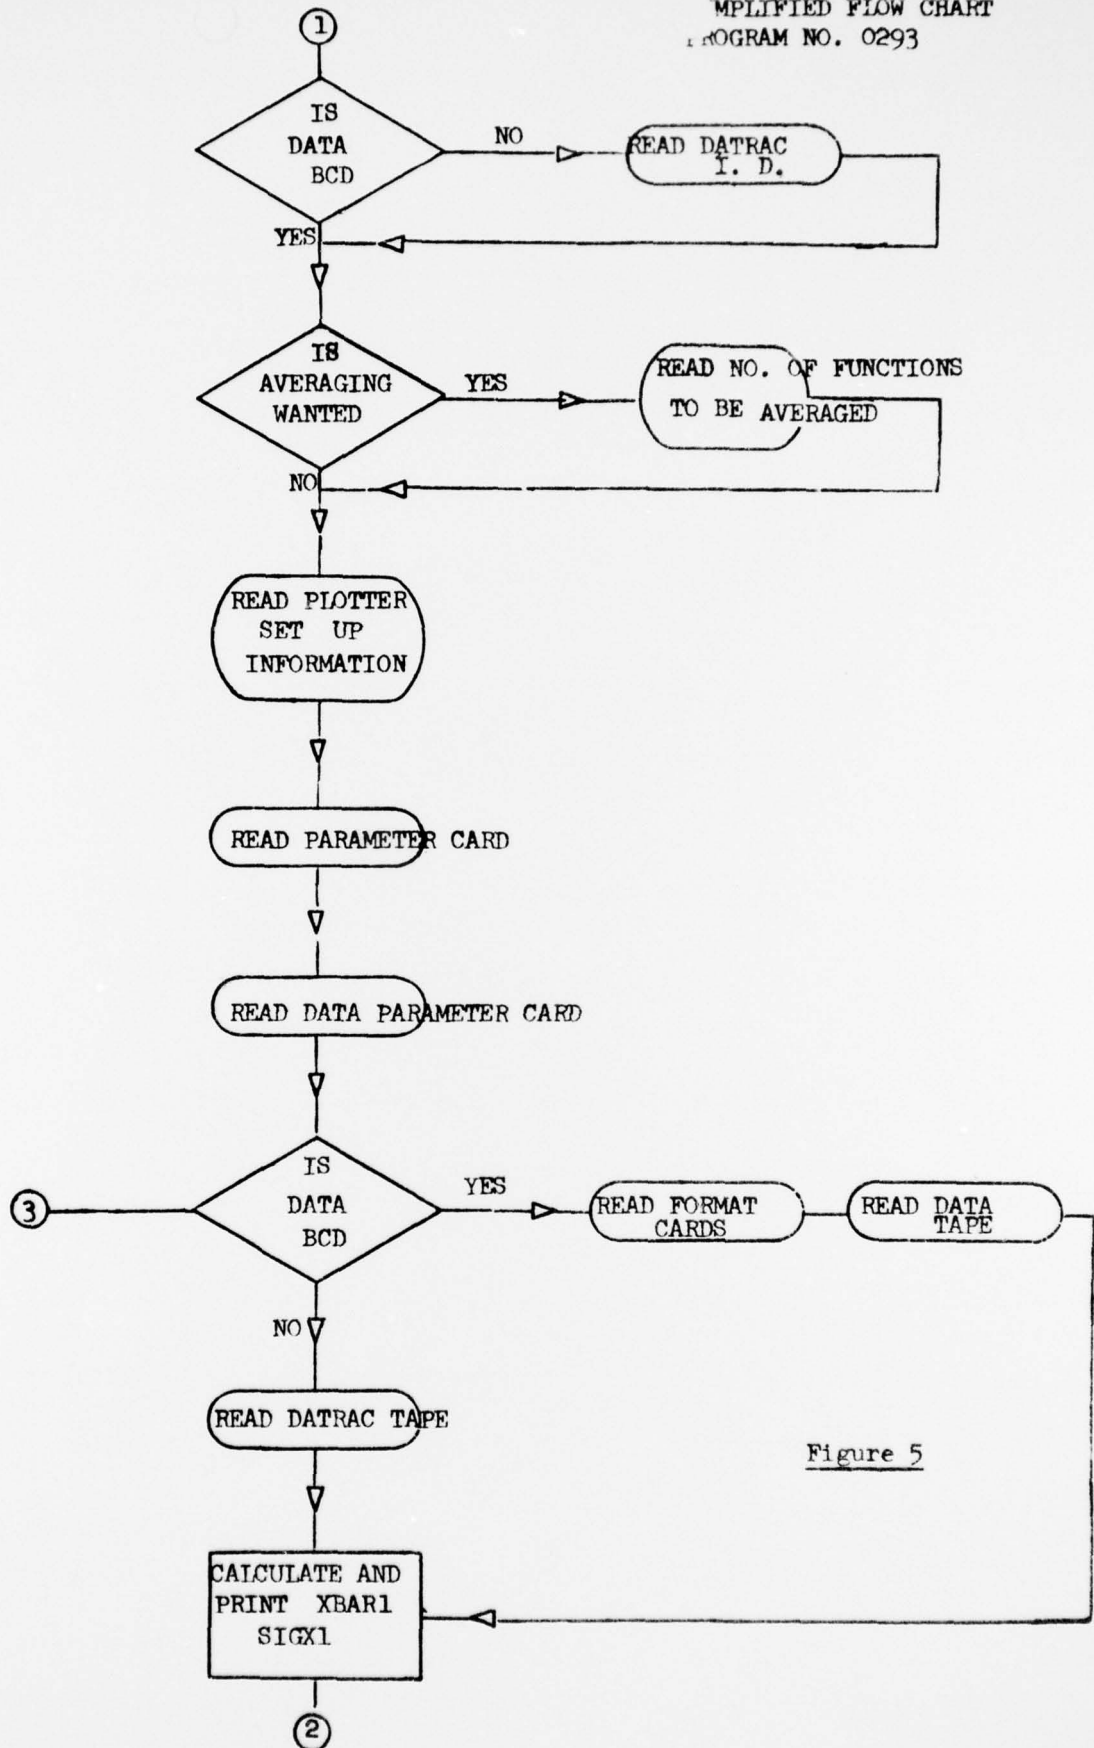 1
MPLIFIED FLOW CHART
ROGRAM NO. 0293
IS
DATA
BCD
NO
READ DATRAC
I. D.
YES
IS
AVERAGING
WANTED
YES
READ NO. OF FUNCTIONS
TO BE AVERAGED
NO
READ PLOTTER
SET UP
INFORMATION
READ PARAMETER CARD
READ DATA PARAMETER CARD
3
IS
DATA
BCD
YES
READ FORMAT
CARDS
READ DATA
TAPE
NO
READ DATRAC TAPE
Figure 5
CALCULATE AND
PRINT XBAR1
SIGX1
2